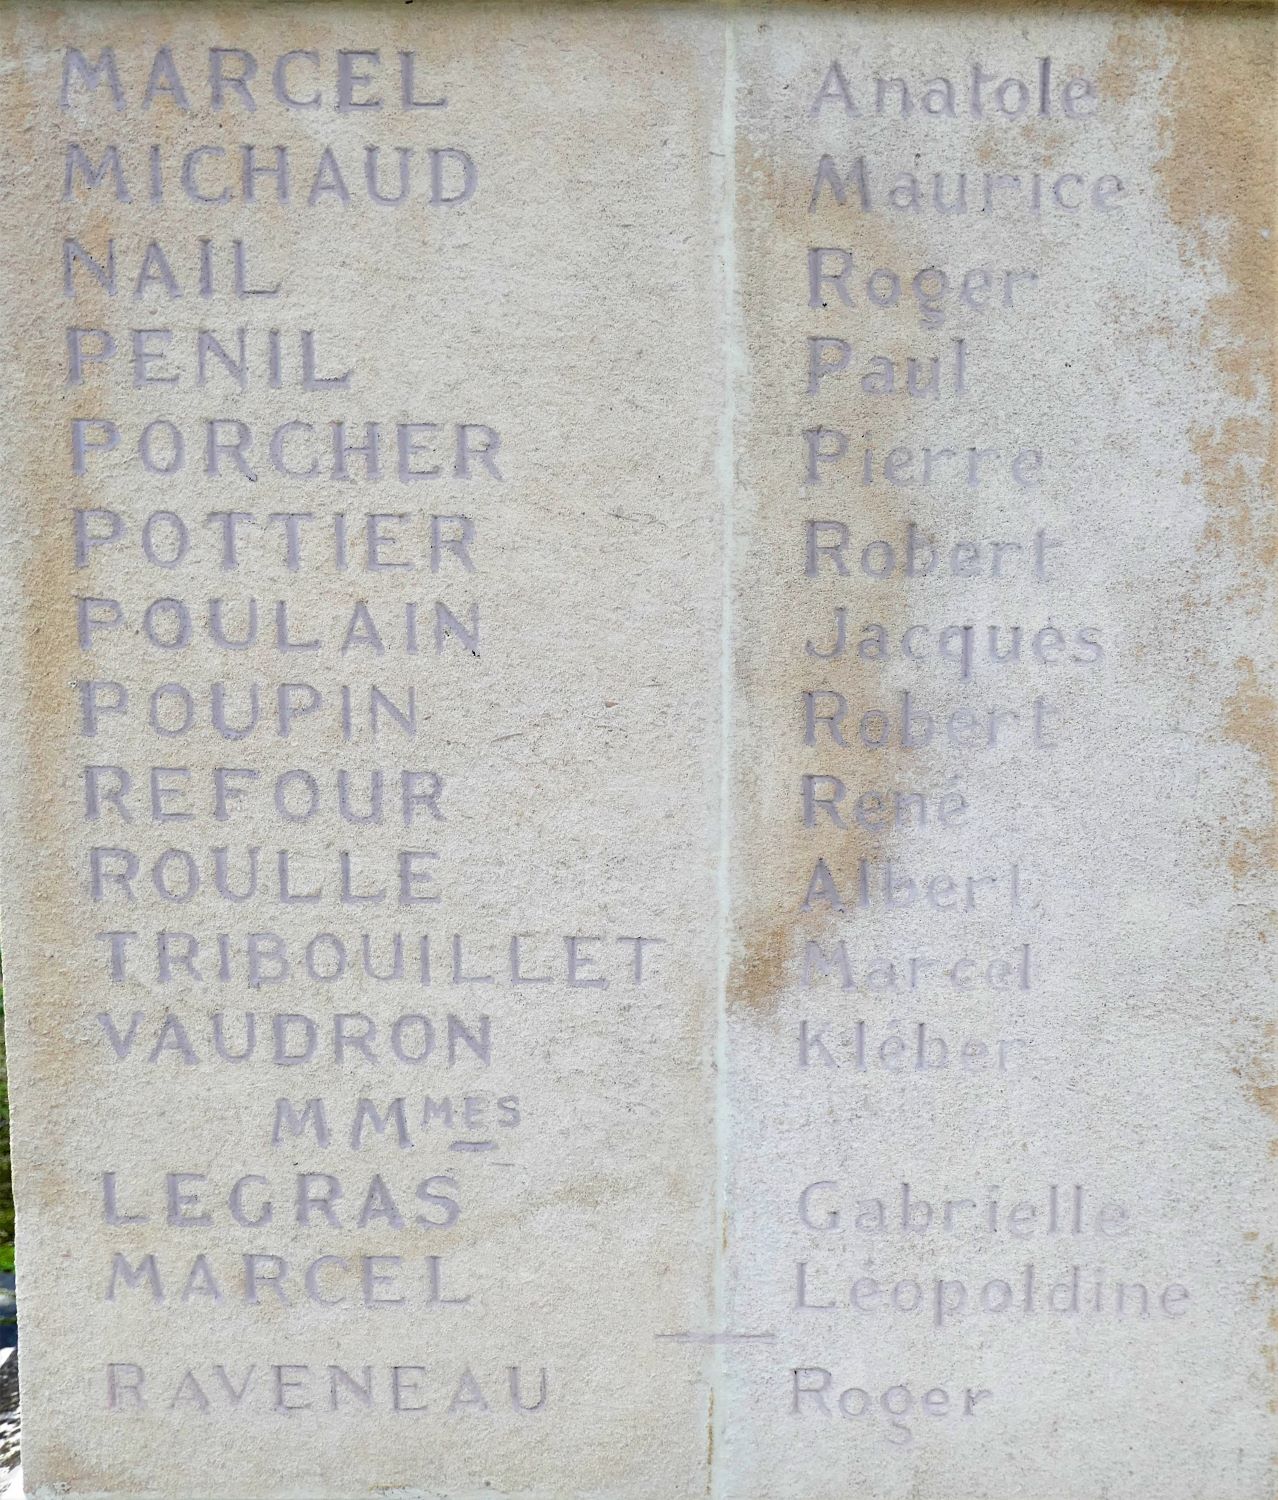 MARCEL Anatole
MICHAUD Maurice
NAIL Roger
PENIL Paul
PORCHER Pierre
POTTIER Robert
POULAIN Jacques
POUPIN Robert
REFOUR René
ROULLE Albert
TRIBOUILLET Marcel
VAUDRON Kléber
MMMES
LEGRAS Gabrielle
MARCEL Léopoldine
RAVENEAU Roger